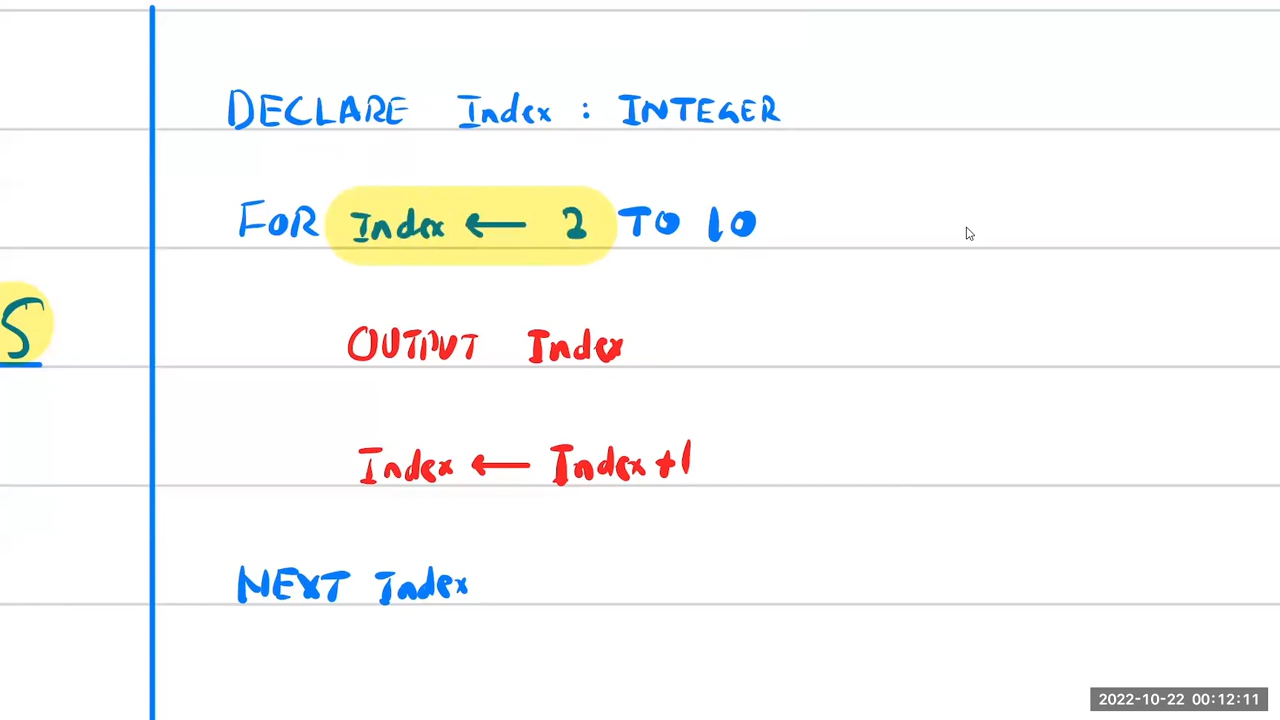 DECLARE Index : INTEGER
FOR Index ← 2 TO 10
S
OUTPUT Index
Index ← Index+1
NEXT Index
2022-10-22 00:12:11